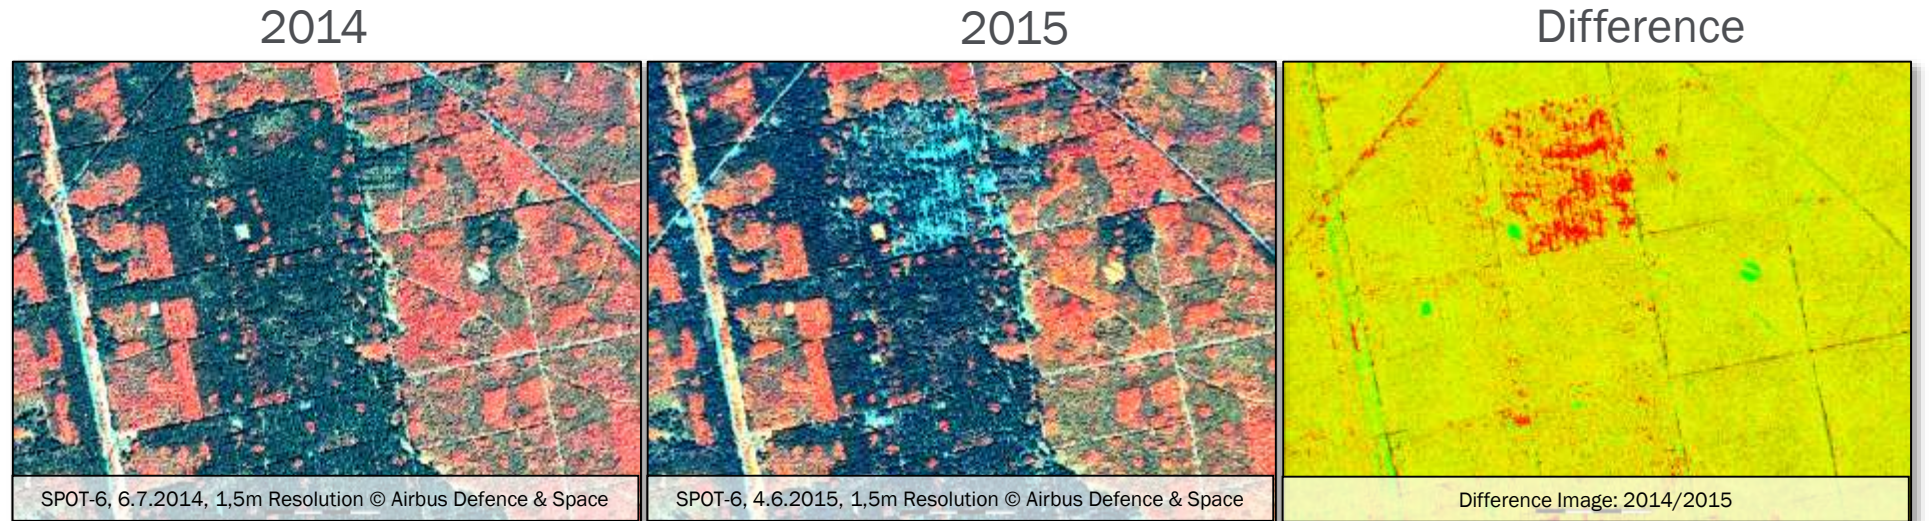 2014
2015
Difference
SPOT-6, 6.7.2014, 1,5m Resolution © Airbus Defence & Space
SPOT-6, 4.6.2015, 1,5m Resolution © Airbus Defence & Space
Difference Image: 2014/2015